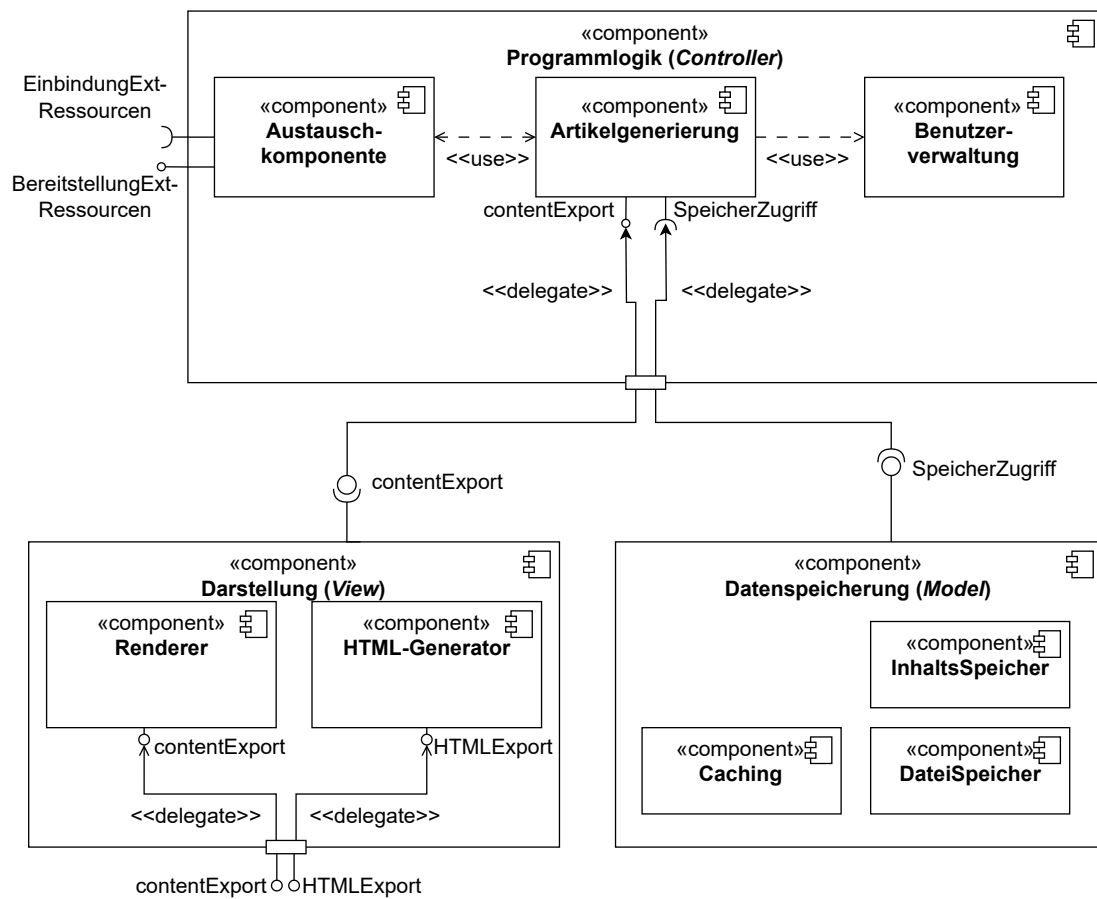 «component»
Programmlogik (Controller)
EinbindungExt-
Ressourcen
BereitstellungExt-
Ressourcen
«component»
Austausch-
komponente
<<use>>
«component»
Artikelgenerierung
<<use>>
«component»
Benutzer-
verwaltung
contentExport
SpeicherZugriff
<<delegate>>
<<delegate>>
contentExport
SpeicherZugriff
«component»
Darstellung (View)
«component»
Renderer
«component»
HTML-Generator
contentExport
HTMLExport
<<delegate>>
<<delegate>>
contentExport
HTMLExport
«component»
Datenspeicherung (Model)
«component»
InhaltsSpeicher
«component»
Caching
«component»
DateiSpeicher